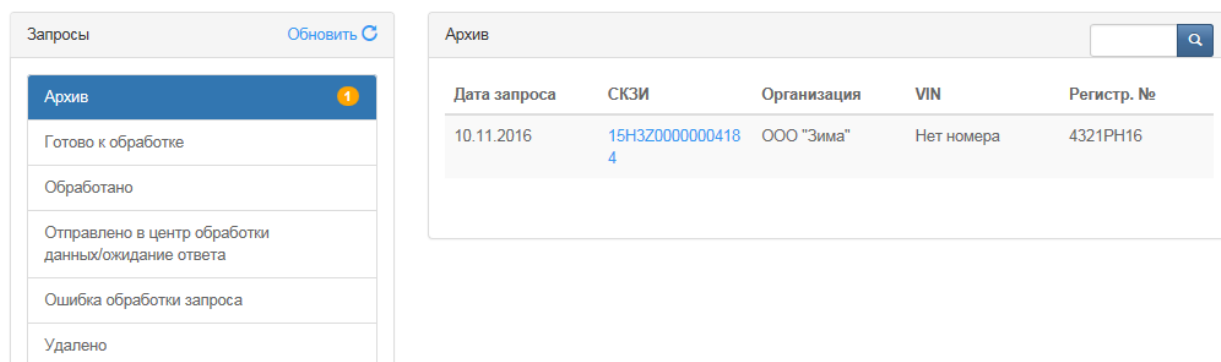 Запросы
Обновить
Архив
1
Готово к обработке
Обработано
Отправлено в центр обработки
данных/ожидание ответа
Ошибка обработки запроса
Удалено
Архив
Дата запроса СКЗИ Организация VIN Регистр. №
10.11.2016 15H3Z0000000418 ООО "Зима" Нет номера 4321PH16
4